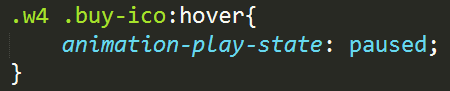 .w4 .buy-ico:hover{
    animation-play-state: paused;
}